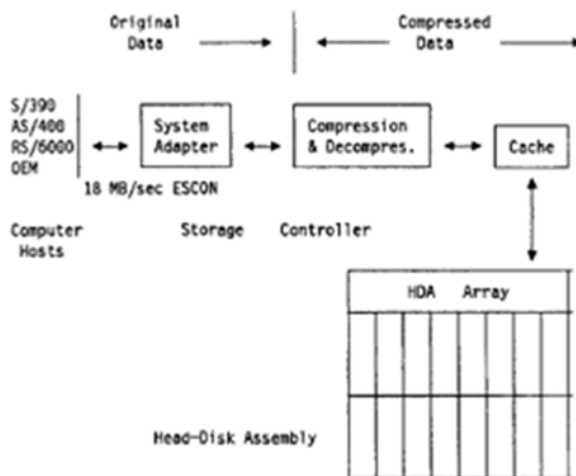 Original Data
Compressed Data
S/390
AS/400
RS/6000
OEM
System Adapter
Compression & Decompres.
Cache
18 MB/sec ESCON
Computer Hosts
Storage Controller
HDA Array
Head-Disk Assembly